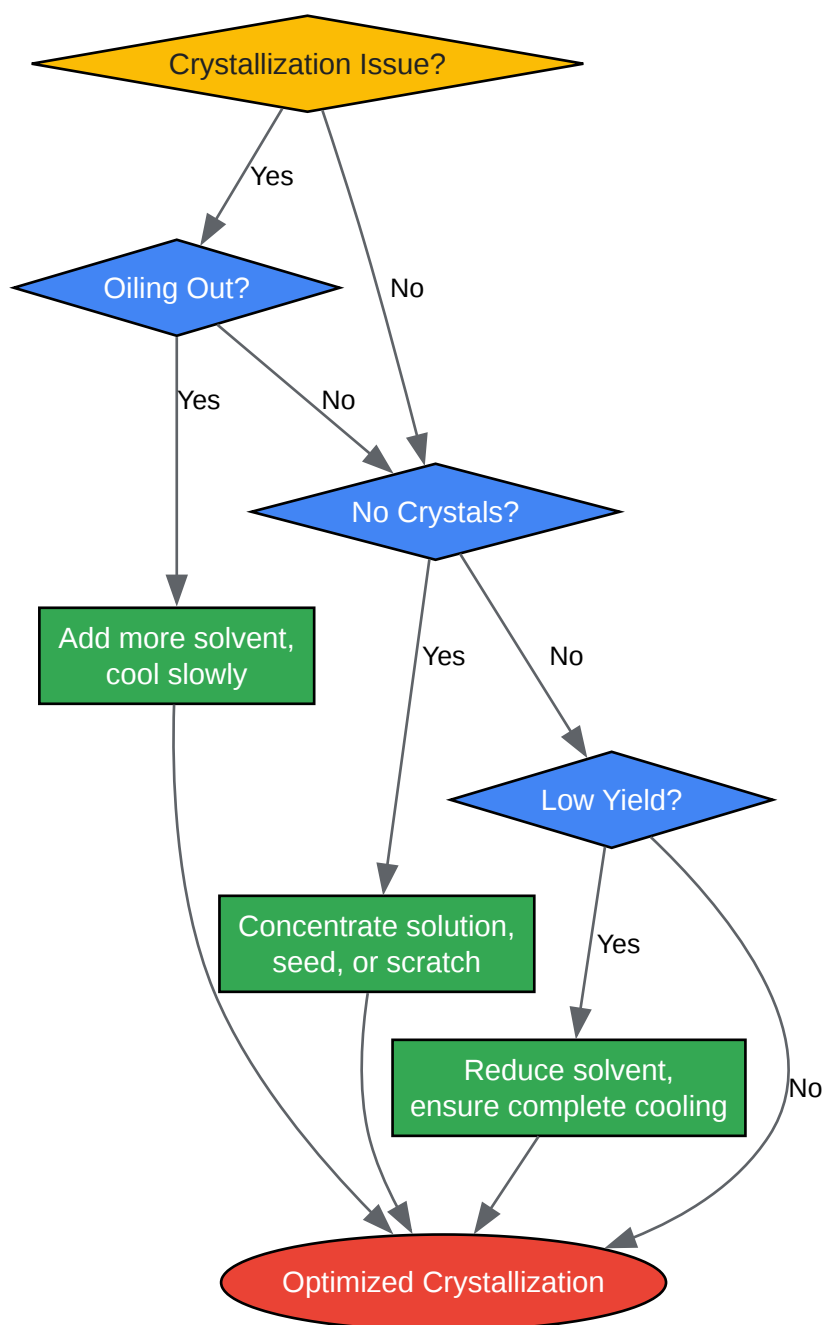 Crystallization Issue?
Yes
Oiling Out?
No
Yes
No
No Crystals?
Add more solvent,
cool slowly
Yes
No
Low Yield?
Concentrate solution,
seed, or scratch
Yes
Reduce solvent,
ensure complete cooling
No
Optimized Crystallization